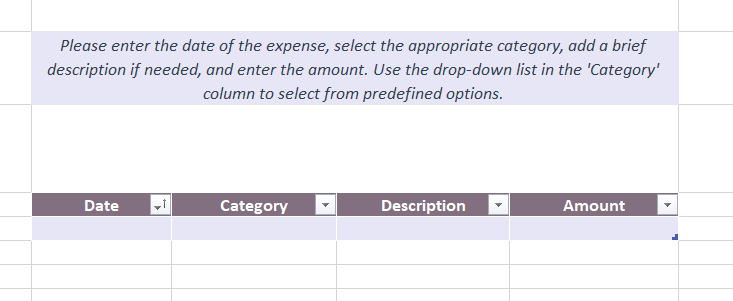 Please enter the date of the expense, select the appropriate category, add a brief
description if needed, and enter the amount. Use the drop-down list in the 'Category'
column to select from predefined options.
Date Category Description Amount